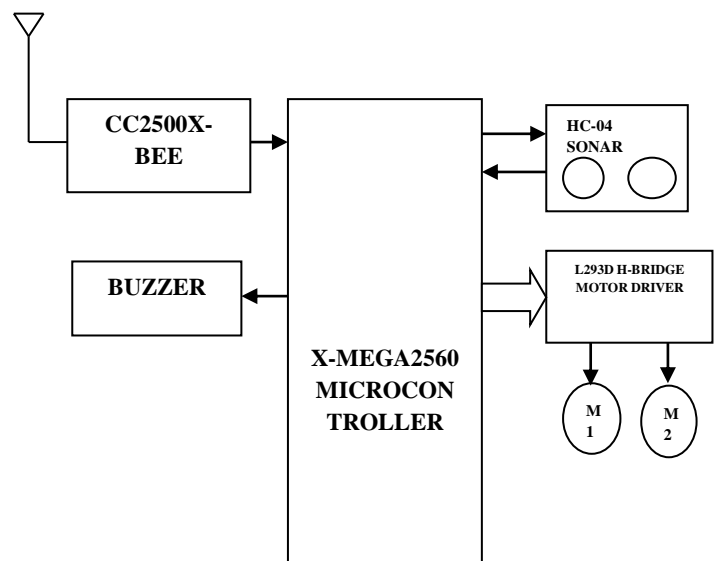 CC2500X-
BEE
HC-04
SONAR
BUZZER
L293D H-BRIDGE
MOTOR DRIVER
X-MEGA2560
MICROCON
TROLLER
M
1
M
2